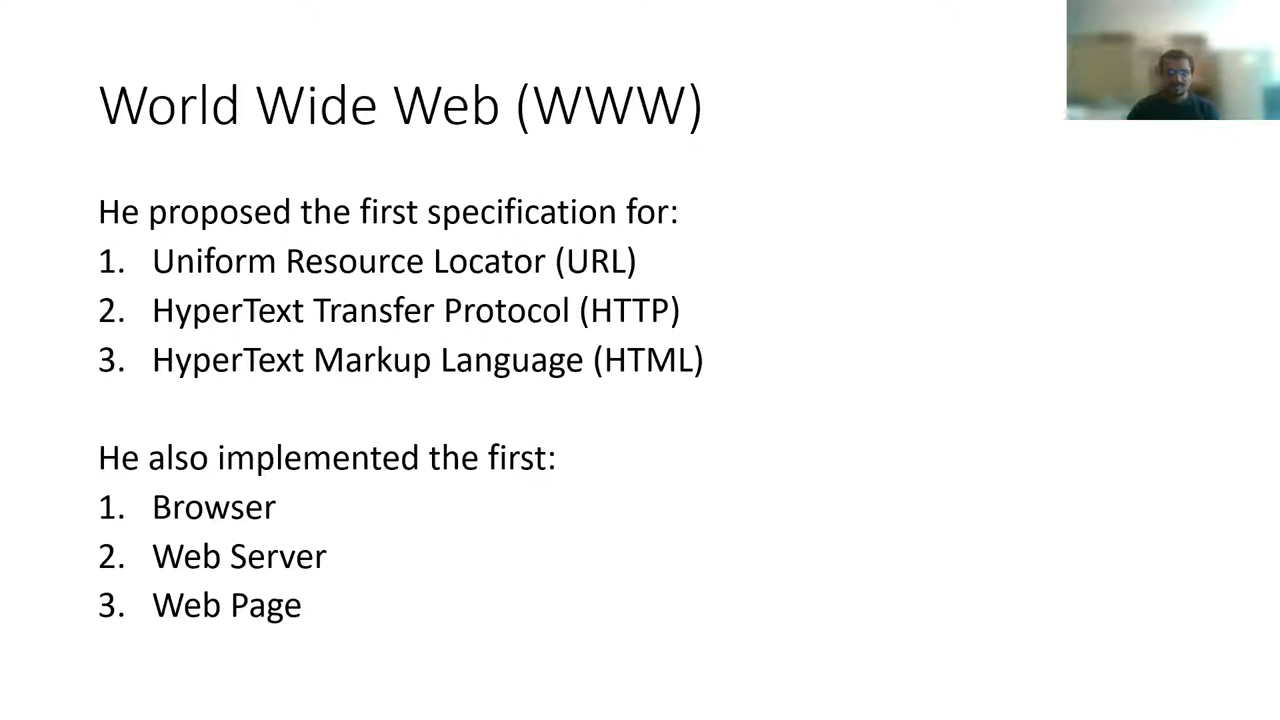 World Wide Web (WWW)
He proposed the first specification for:
1. Uniform Resource Locator (URL)
2. HyperText Transfer Protocol (HTTP)
3. HyperText Markup Language (HTML)
He also implemented the first:
1. Browser
2. Web Server
3. Web Page